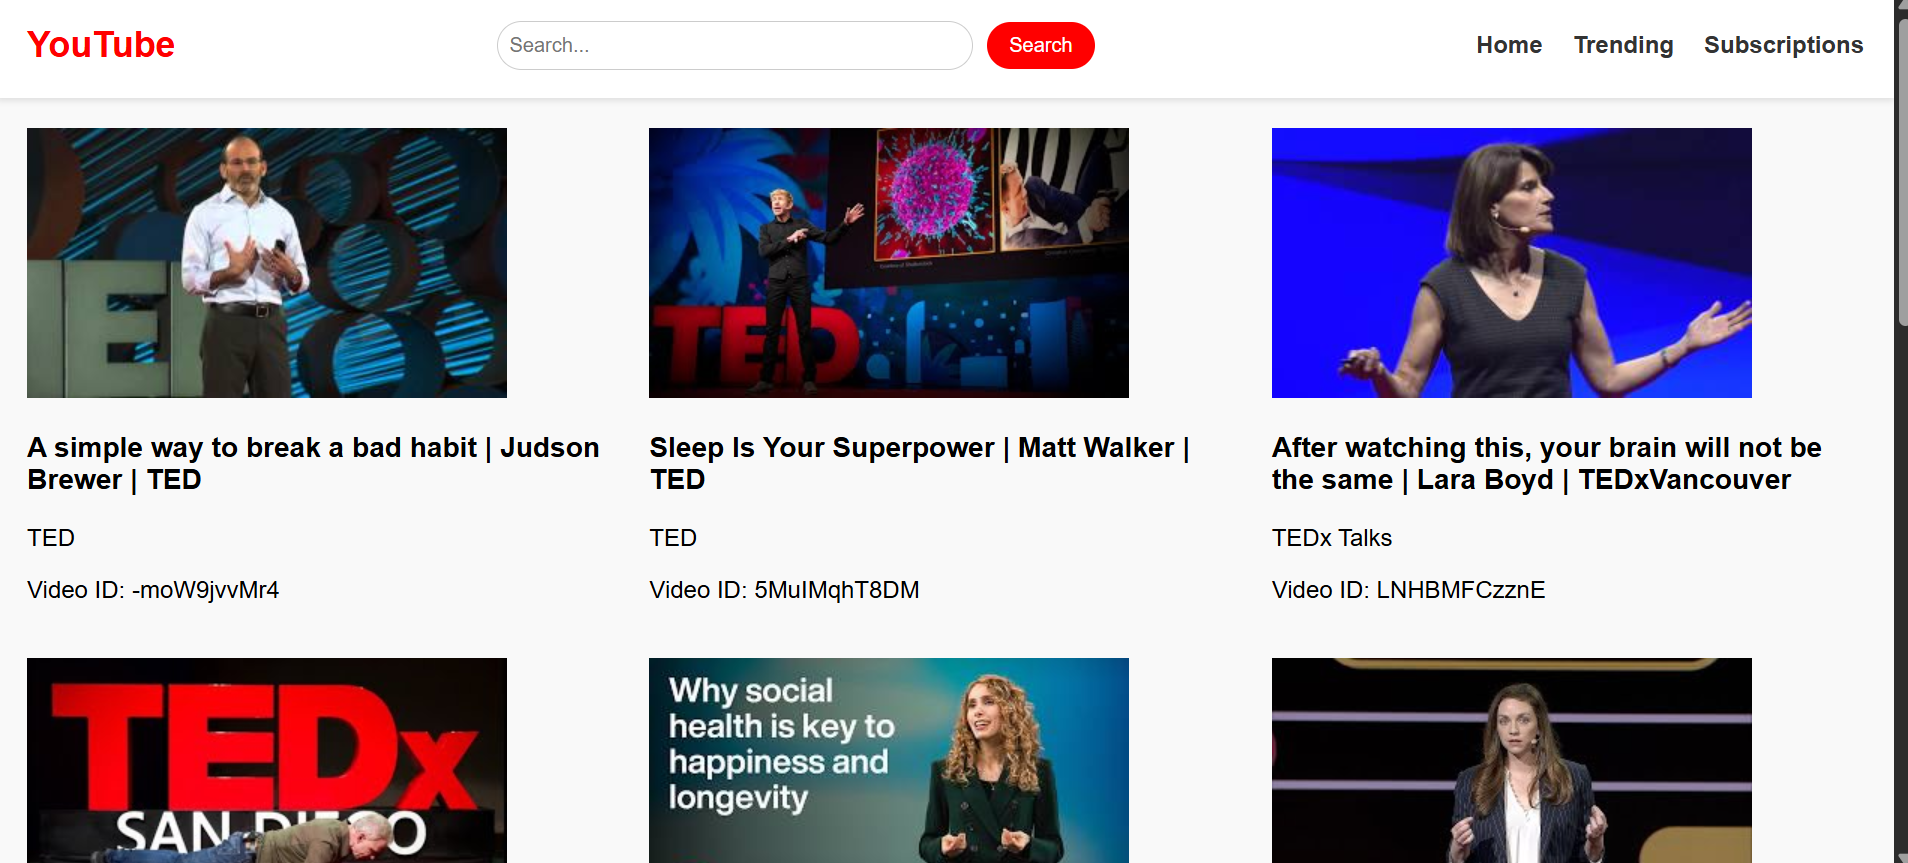 YouTube
Search...
Search
Home
Trending
Subscriptions
TED
TED
A simple way to break a bad habit | Judson
Brewer | TED
TED
Video ID: -moW9jvvMr4
Sleep Is Your Superpower | Matt Walker |
TED
TED
Video ID: 5MuIMqhT8DM
After watching this, your brain will not be
the same | Lara Boyd | TEDxVancouver
TEDx Talks
Video ID: LNHBMFCzznE
TEDx
SAN DIEGO
Why social
health is key to
happiness and
longevity